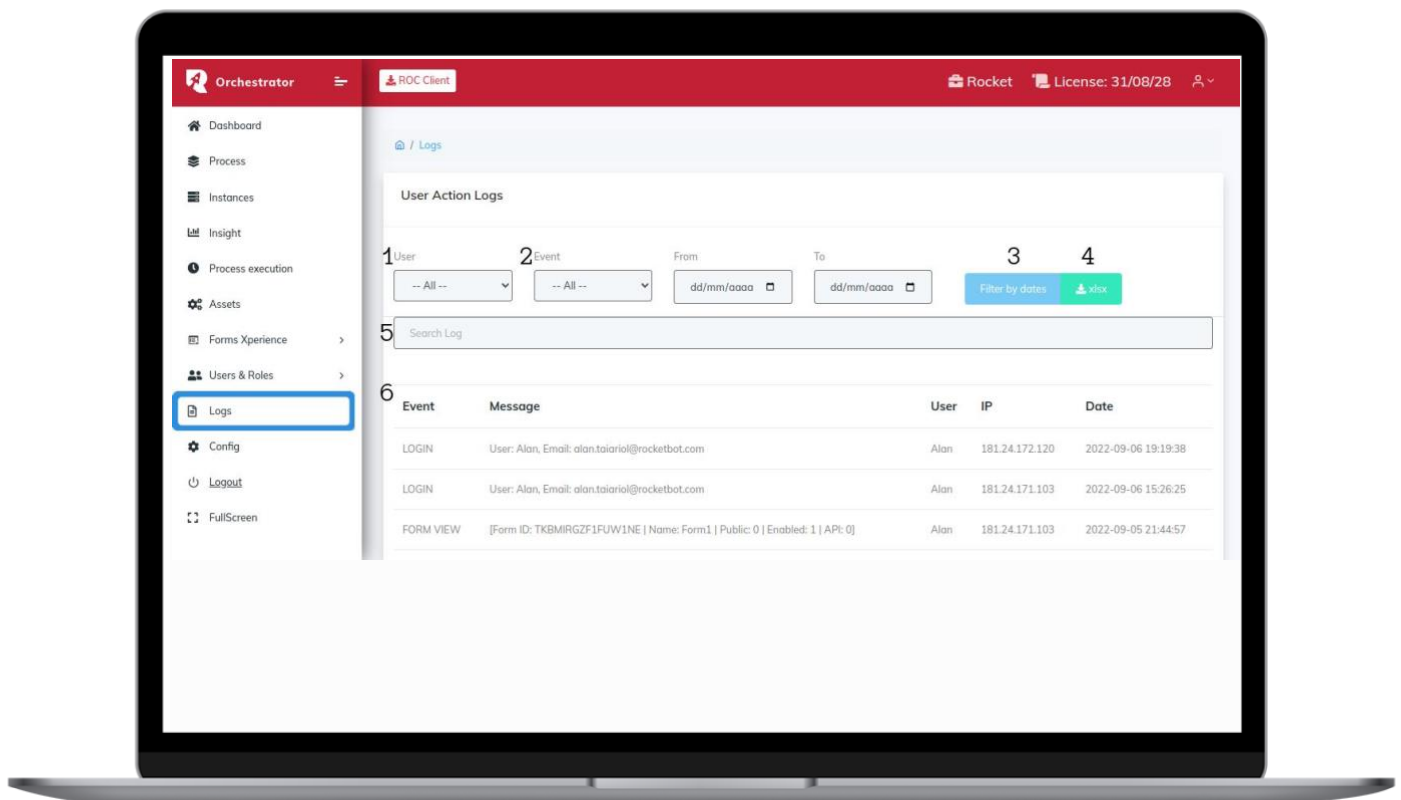 Orchestrator
ROC Client
Rocket
License: 31/08/28
Dashboard
Process
Instances
Insight
Process execution
Assets
Forms Xperience
Users & Roles
Logs
Config
Logout
FullScreen
/ Logs
User Action Logs
1 User 2 Event From To 3 4
-- All -- -- All -- dd/mm/aaaa dd/mm/aaaa Filter by dates xlsx
5 Search Log
6 Event Message User IP Date
LOGIN User: Alan, Email: alan.taiariol@rocketbot.com Alan 181.24.172.120 2022-09-06 19:19:38
LOGIN User: Alan, Email: alan.taiariol@rocketbot.com Alan 181.24.171.103 2022-09-06 15:26:25
FORM VIEW [Form ID: TKBMIRGZF1FUW1NE | Name: Form1 | Public: 0 | Enabled: 1 | API: 0] Alan 181.24.171.103 2022-09-05 21:44:57